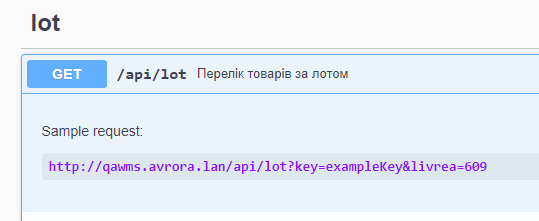 lot
GET /api/lot Перелік товарів за лотом
Sample request:
http://qawms.avrora.lan/api/lot?key=exampleKey&livrea=609